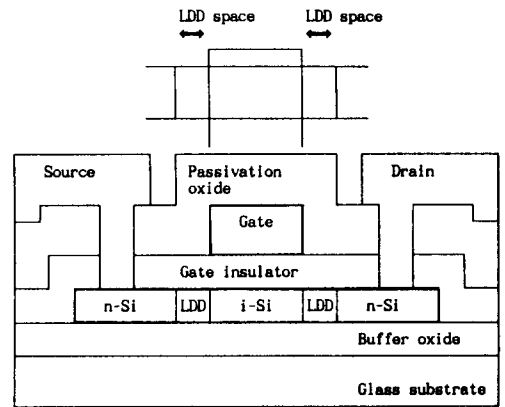 LDD space LDD space
Source Passivation oxide Drain
Gate
Gate insulator
n-Si LDD i-Si LDD n-Si
Buffer oxide
Glass substrate